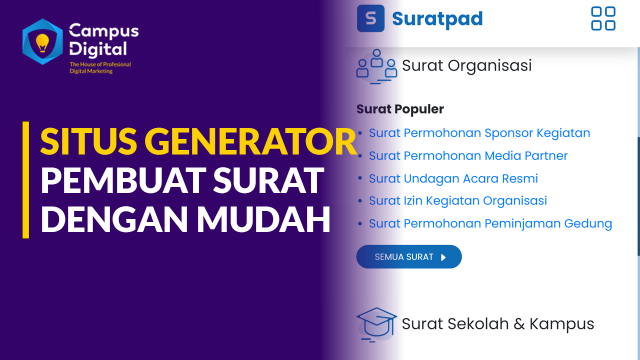 Campus
Digital
The House of Profesional
Digital Marketing
SITUS GENERATOR
PEMBUAT SURAT
DENGAN MUDAH
S Suratpad
Surat Organisasi
Surat Populer
• Surat Permohonan Sponsor Kegiatan
• Surat Permohonan Media Partner
• Surat Undagan Acara Resmi
• Surat Izin Kegiatan Organisasi
• Surat Permohonan Peminjaman Gedung
SEMUA SURAT
Surat Sekolah & Kampus